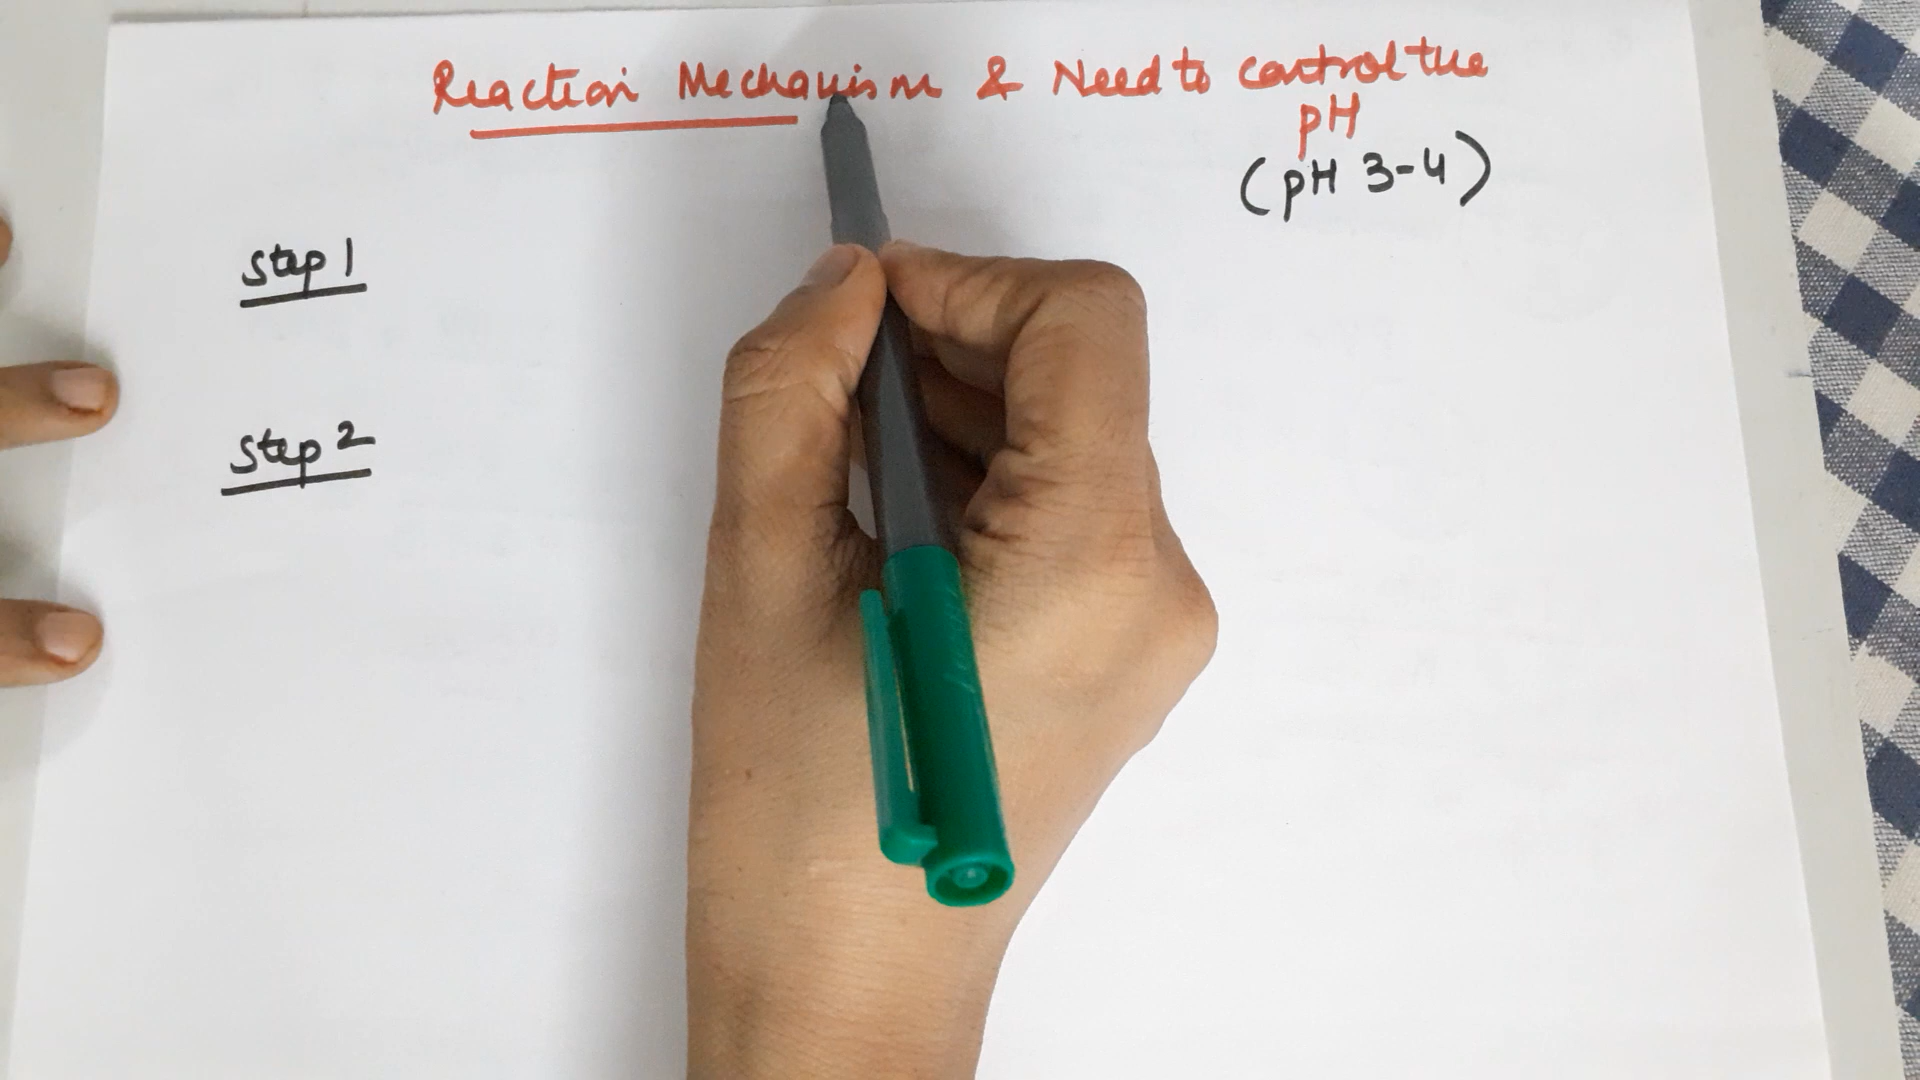 Reaction Mechanism & Need to control the
pH
(pH 3-4)
Step 1
Step 2